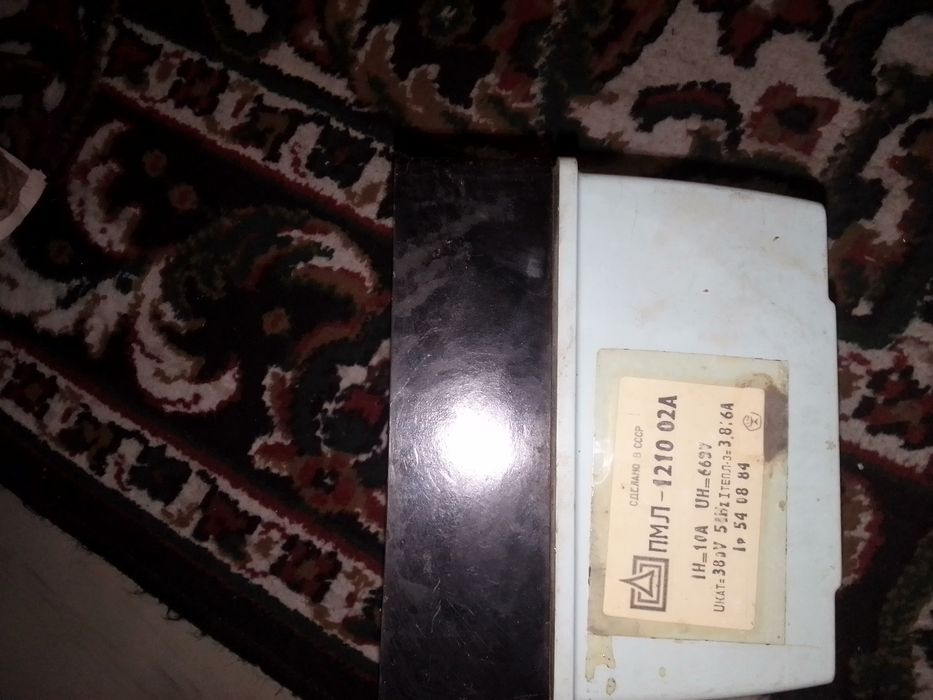 СДЕЛАНО В СССР
ПМЛ-1210 02А
IН=10А UН=660V
UКАТ=380V 50HZ IТЕПЛ.Э=3,8.6А
Iр 54 08 84